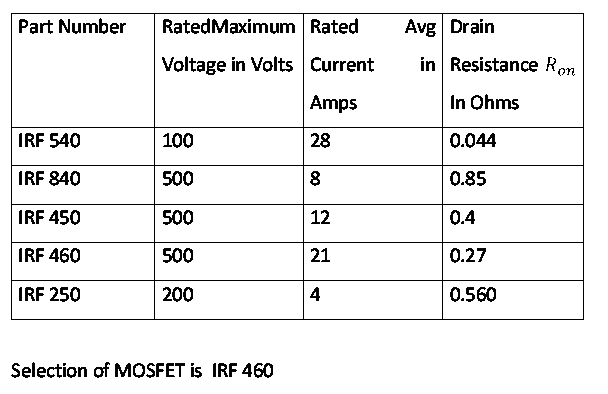 Part Number RatedMaximum Voltage in Volts Rated Avg Current in Amps Drain Resistance R_on In Ohms
IRF 540 100 28 0.044
IRF 840 500 8 0.85
IRF 450 500 12 0.4
IRF 460 500 21 0.27
IRF 250 200 4 0.560
Selection of MOSFET is IRF 460